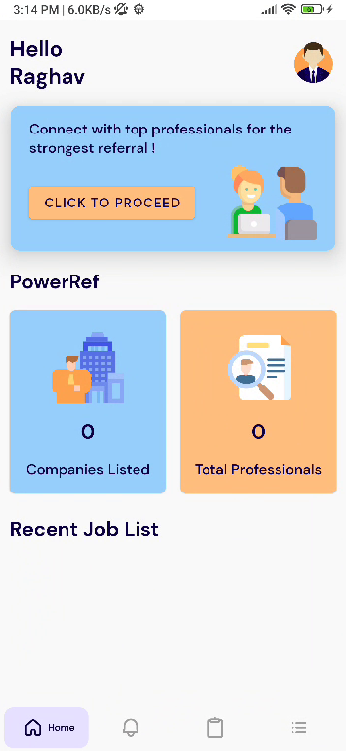 3:14 PM | 6.0KB/s
61
Hello
Raghav
Connect with top professionals for the
strongest referral !
CLICK TO PROCEED
PowerRef
0
Companies Listed
0
Total Professionals
Recent Job List
Home